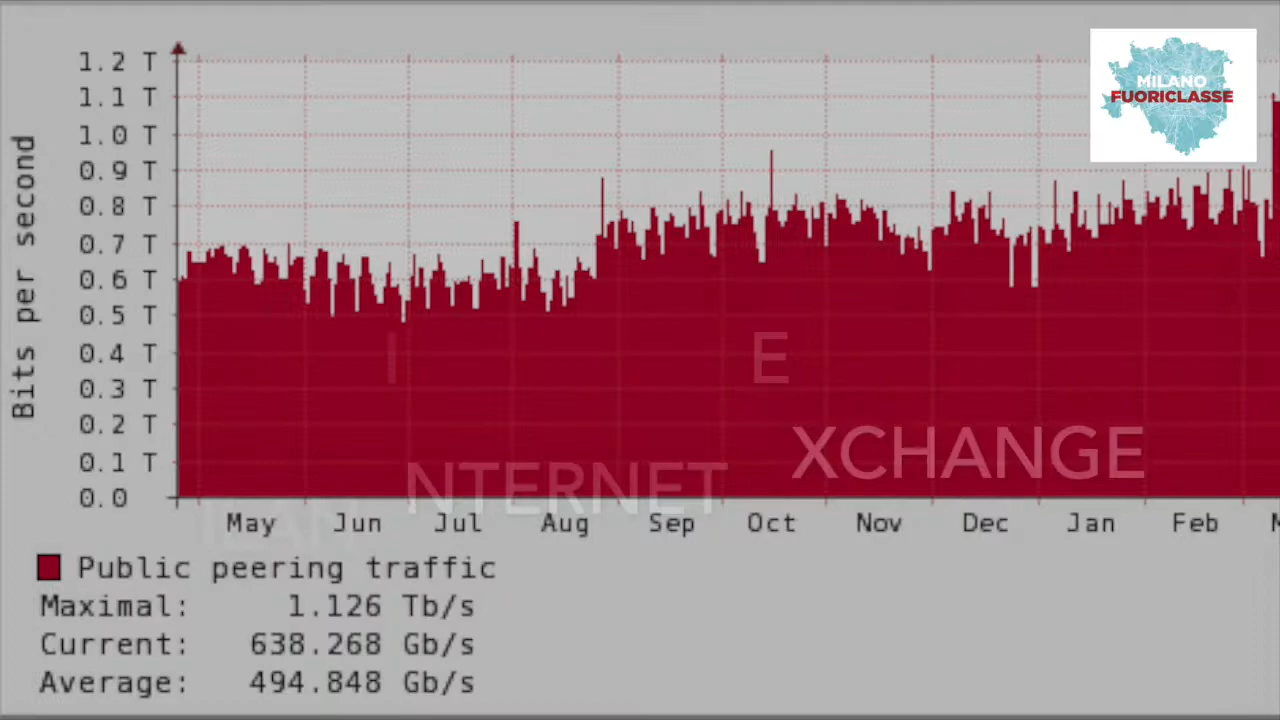 1.2 T
1.1 T
1.0 T
0.9 T
0.8 T
0.7 T
0.6 T
0.5 T
0.4 T
0.3 T
0.2 T
0.1 T
0.0
Bits per second
MILANO
FUORICLASSE
I
E
XCHANGE
NTERNET
May Jun Jul Aug Sep Oct Nov Dec Jan Feb
Public peering traffic
Maximal: 1.126 Tb/s
Current: 638.268 Gb/s
Average: 494.848 Gb/s